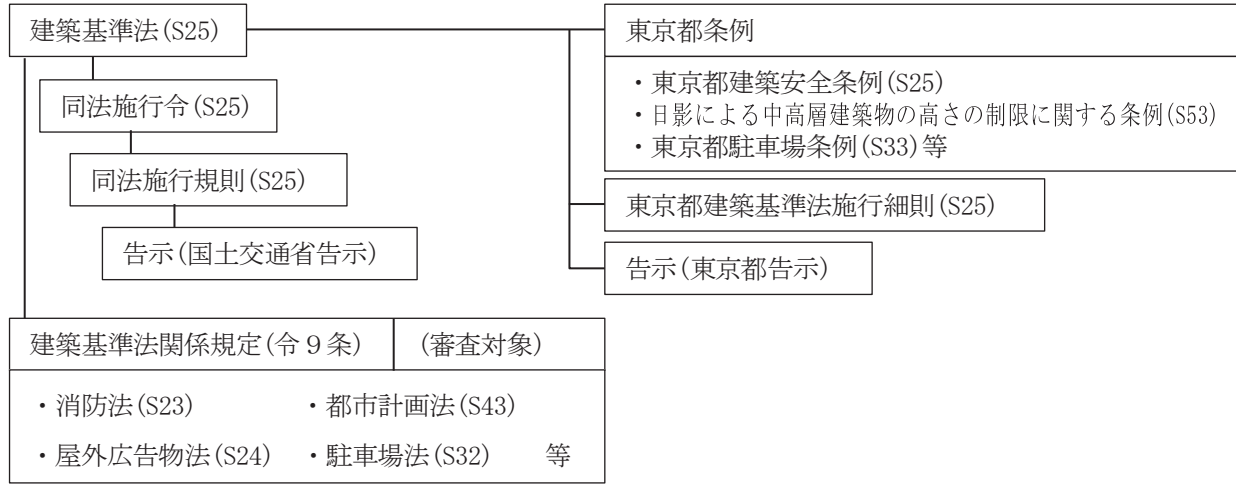 建築基準法(S25)
同法施行令(S25)
同法施行規則(S25)
告示(国土交通省告示)
東京都条例
・東京都建築安全条例(S25)
・日影による中高層建築物の高さの制限に関する条例(S53)
・東京都駐車場条例(S33)等
東京都建築基準法施行細則(S25)
告示(東京都告示)
建築基準法関係規定(令9条) (審査対象)
・消防法(S23) ・都市計画法(S43)
・屋外広告物法(S24) ・駐車場法(S32) 等